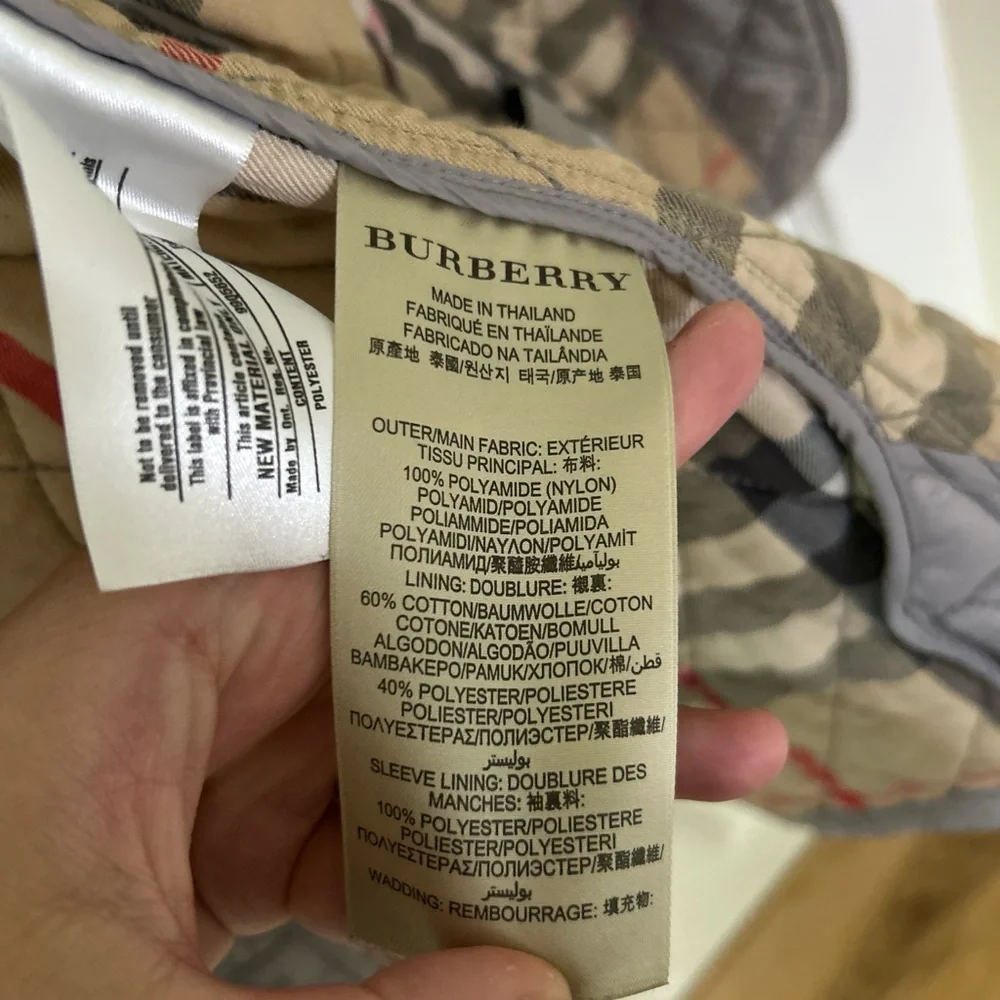 Not to be removed until
delivered to the consumer
This label is affixed in
with Provincial law
This article
NEW MATERIAL
Made by Ont. Reg. No.
CONTENT
POLYESTER
BURBERRY
MADE IN THAILAND
FABRIQUÉ EN THAÏLANDE
FABRICADO NA TAILÂNDIA
原產地 泰國/원산지 태국/原产地 泰国
OUTER/MAIN FABRIC: EXTÉRIEUR
TISSU PRINCIPAL: 布料:
100% POLYAMIDE (NYLON)
POLYAMID/POLYAMIDE
POLIAMMIDE/POLIAMIDA
POLYAMIDI/ΝΑΥΛΟΝ/POLYAMİT
ПОЛИАМИД/聚醯胺纖維/بوليآميد
LINING: DOUBLURE: 襯裏:
60% COTTON/BAUMWOLLE/COTON
COTONE/KATOEN/BOMULL
ALGODON/ALGODÃO/PUUVILLA
ΒΑΜΒΑΚΕΡΟ/PAMUK/ХЛОПОК/棉/قطن
40% POLYESTER/POLIESTERE
POLIESTER/POLYESTERI
ΠΟΛΥΕΣΤΕΡΑΣ/ПОЛИЭСТЕР/聚酯纖維/
بوليستر
SLEEVE LINING: DOUBLURE DES
MANCHES: 袖裏料:
100% POLYESTER/POLIESTERE
POLIESTER/POLYESTERI
ΠΟΛΥΕΣΤΕΡΑΣ/ПОЛИЭСТЕР/聚酯纖維/
بوليستر
WADDING: REMBOURRAGE: 填充物: